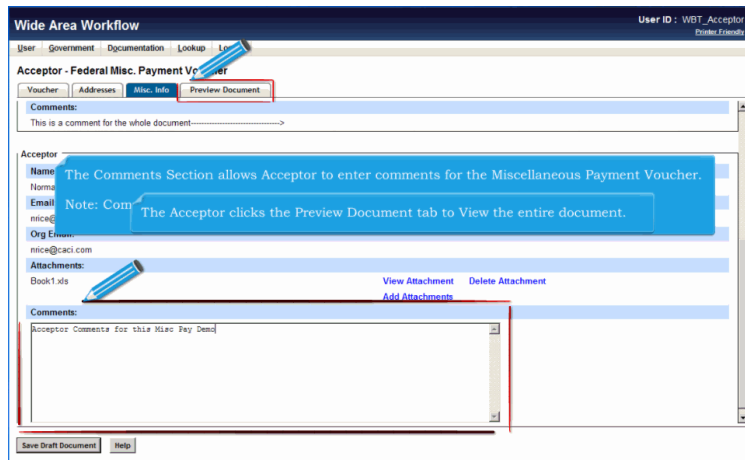 Wide Area Workflow
User ID : WBT_Acceptor
Printer Friendly
User Government Documentation Lookup
Acceptor - Federal Misc. Payment Voucher
Voucher Addresses Misc. Info Preview Document
Comments:
This is a comment for the whole document-------------------------------->
Acceptor
Name
The Comments Section allows Acceptor to enter comments for the Miscellaneous Payment Voucher.
Email
Note:
The Acceptor clicks the Preview Document tab to View the entire document.
Org Email:
nrice@caci.com
Attachments:
Book1.xls View Attachment Delete Attachment
Add Attachments
Comments:
Acceptor Comments for this Misc Pay Demo
Save Draft Document Help